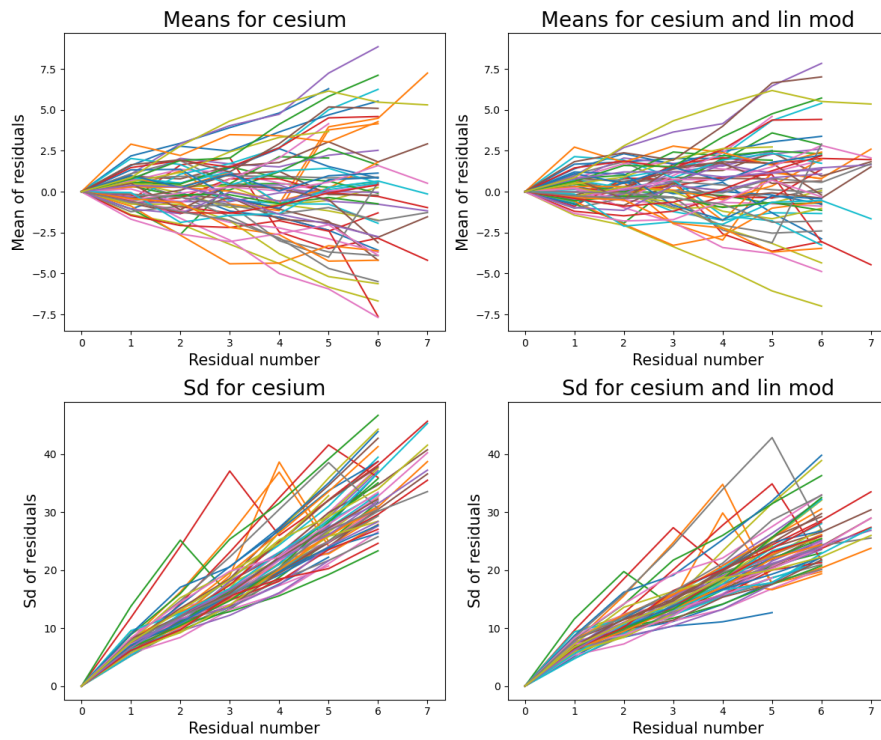 Means for cesium
Means for cesium and lin mod
Mean of residuals
7.5
5.0
2.5
0.0
−2.5
−5.0
−7.5
0 1 2 3 4 5 6 7
Residual number
Mean of residuals
7.5
5.0
2.5
0.0
−2.5
−5.0
−7.5
0 1 2 3 4 5 6 7
Residual number
Sd for cesium
Sd for cesium and lin mod
Sd of residuals
40
30
20
10
0
0 1 2 3 4 5 6 7
Residual number
Sd of residuals
40
30
20
10
0
0 1 2 3 4 5 6 7
Residual number